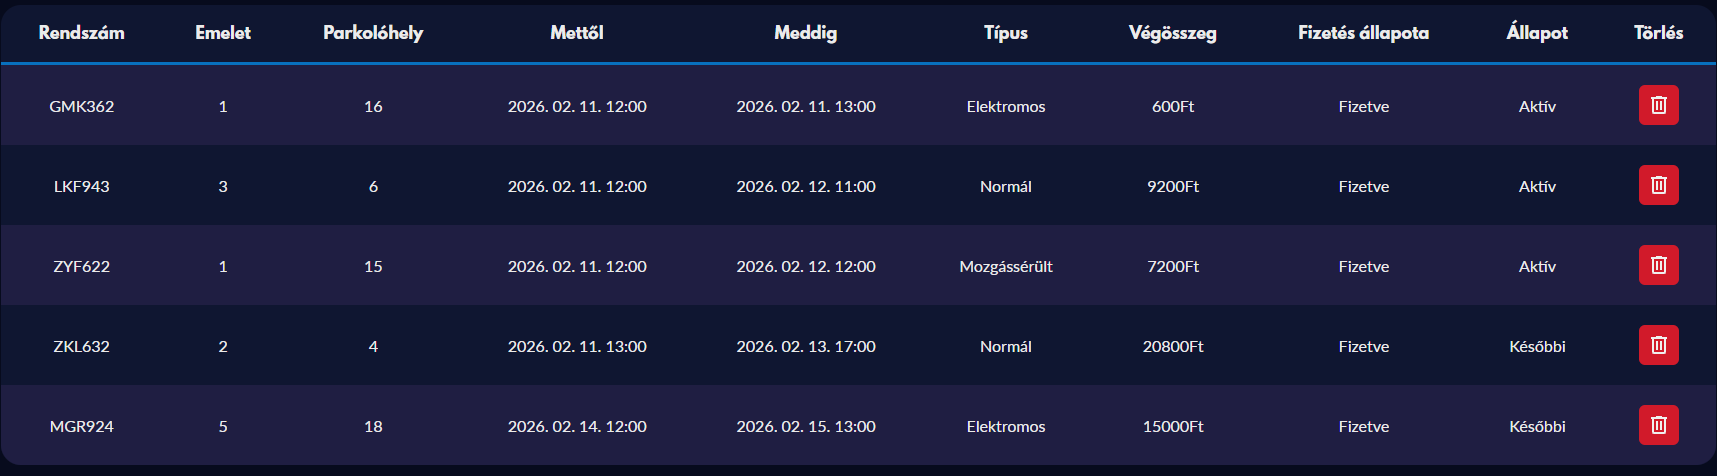 Rendszám Emelet Parkolóhely Mettől Meddig Típus Végösszeg Fizetés állapota Állapot Törlés
GMK362 1 16 2026. 02. 11. 12:00 2026. 02. 11. 13:00 Elektromos 600Ft Fizetve Aktív
LKF943 3 6 2026. 02. 11. 12:00 2026. 02. 12. 11:00 Normál 9200Ft Fizetve Aktív
ZYF622 1 15 2026. 02. 11. 12:00 2026. 02. 12. 12:00 Mozgássérült 7200Ft Fizetve Aktív
ZKL632 2 4 2026. 02. 11. 13:00 2026. 02. 13. 17:00 Normál 20800Ft Fizetve Későbbi
MGR924 5 18 2026. 02. 14. 12:00 2026. 02. 15. 13:00 Elektromos 15000Ft Fizetve Későbbi